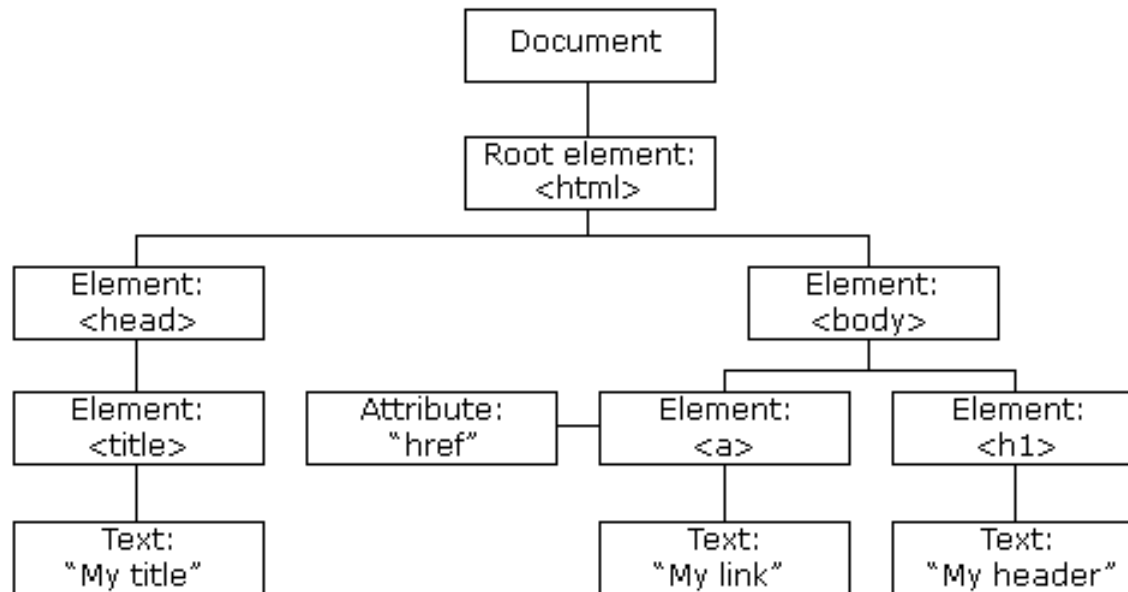 Document
Root element:
<html>
Element:
<head>
Element:
<body>
Element:
<title>
Attribute:
“href”
Element:
<a>
Element:
<h1>
Text:
“My title”
Text:
“My link”
Text:
“My header”